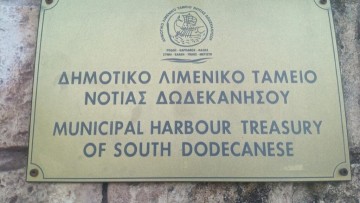 ΔΗΜΟΤΙΚΟ ΛΙΜΕΝΙΚΟ ΤΑΜΕΙΟ
ΝΟΤΙΑΣ ΔΩΔΕΚΑΝΗΣΟΥ
MUNICIPAL HARBOUR TREASURY
OF SOUTH DODECANESE